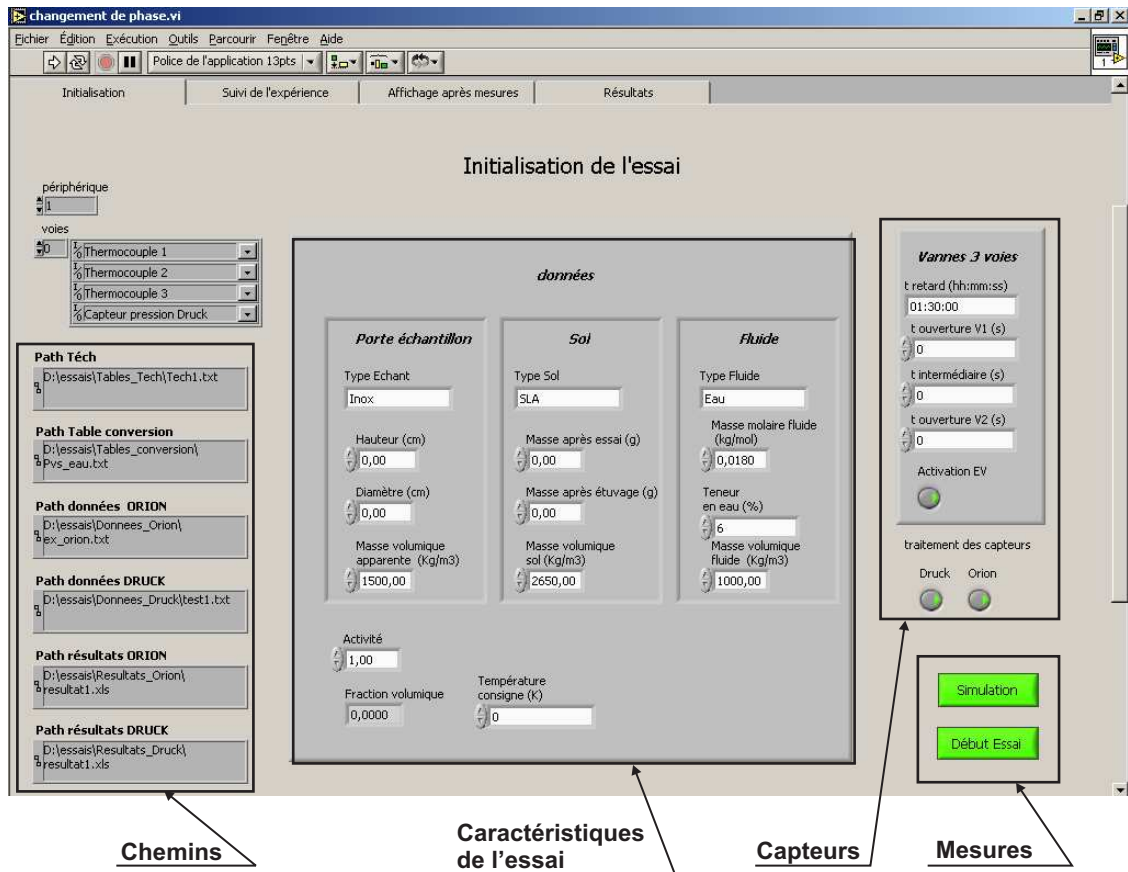 changement de phase.vi
Fichier Édition Exécution Outils Parcourir Fenêtre Aide
Police de l'application 13pts
1
Initialisation
Suivi de l'expérience
Affichage après mesures
Résultats
Initialisation de l'essai
périphérique
1
voies
0
Thermocouple 1
Thermocouple 2
Thermocouple 3
Capteur pression Druck
Path Téch
D:\essais\Tables_Tech\Tech1.txt
Path Table conversion
D:\essais\Tables_conversion\
Pvs_eau.txt
Path données ORION
D:\essais\Donnees_Orion\
ex_orion.txt
Path données DRUCK
D:\essais\Donnees_Druck\test1.txt
Path résultats ORION
D:\essais\Resultats_Orion\
resultat1.xls
Path résultats DRUCK
D:\essais\Resultats_Druck\
resultat1.xls
données
Porte échantillon
Type Echant
Inox
Hauteur (cm)
0,00
Diamètre (cm)
0,00
Masse volumique
apparente (Kg/m3)
1500,00
Sol
Type Sol
SLA
Masse après essai (g)
0,00
Masse après étuvage (g)
0,00
Masse volumique
sol (Kg/m3)
2650,00
Fluide
Type Fluide
Eau
Masse molaire fluide
(kg/mol)
0,0180
Teneur
en eau (%)
6
Masse volumique
fluide (Kg/m3)
1000,00
Activité
1,00
Fraction volumique
0,0000
Température
consigne (K)
0
Vannes 3 voies
t retard (hh:mm:ss)
01:30:00
t ouverture V1 (s)
0
t intermédiaire (s)
0
t ouverture V2 (s)
0
Activation EV
traitement des capteurs
Druck Orion
Simulation
Début Essai
Chemins
Caractéristiques
de l'essai
Capteurs
Mesures